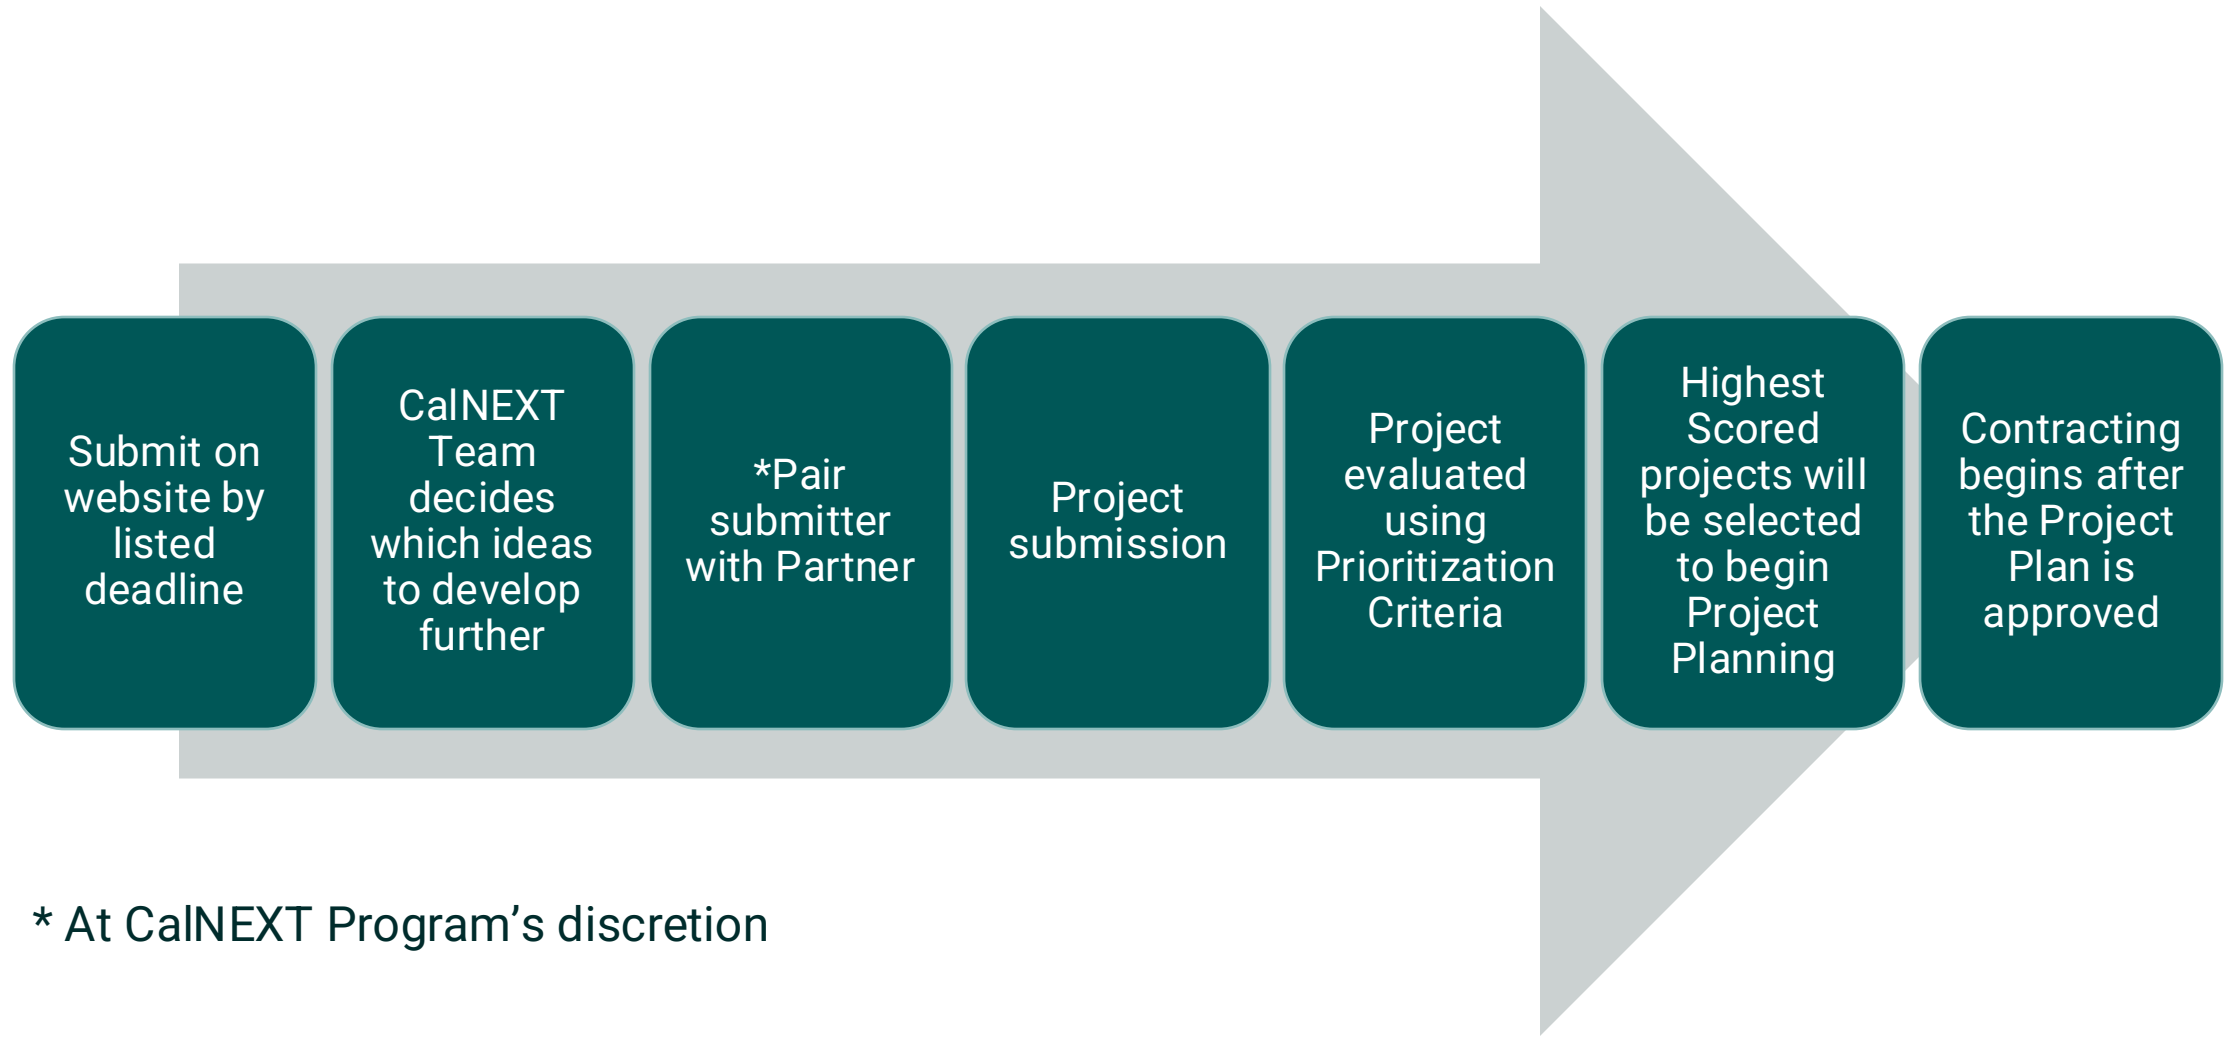 Submit on
website by
listed
deadline
CalNEXT
Team
decides
which ideas
to develop
further
*Pair
submitter
with Partner
Project
submission
Project
evaluated
using
Prioritization
Criteria
Highest
Scored
projects will
be selected
to begin
Project
Planning
Contracting
begins after
the Project
Plan is
approved
* At CalNEXT Program’s discretion